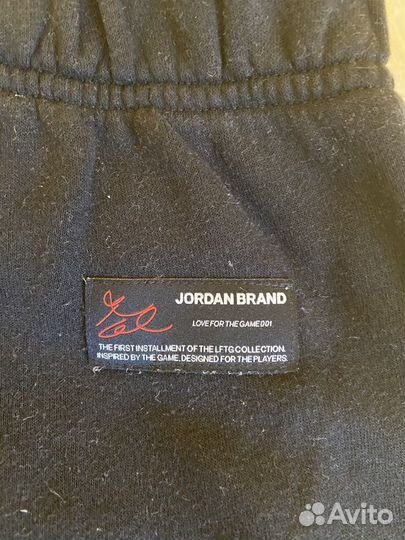 JORDAN BRAND
LOVE FOR THE GAME 001
THE FIRST INSTALLMENT OF THE LFTG COLLECTION.
INSPIRED BY THE GAME, DESIGNED FOR THE PLAYERS.
Avito